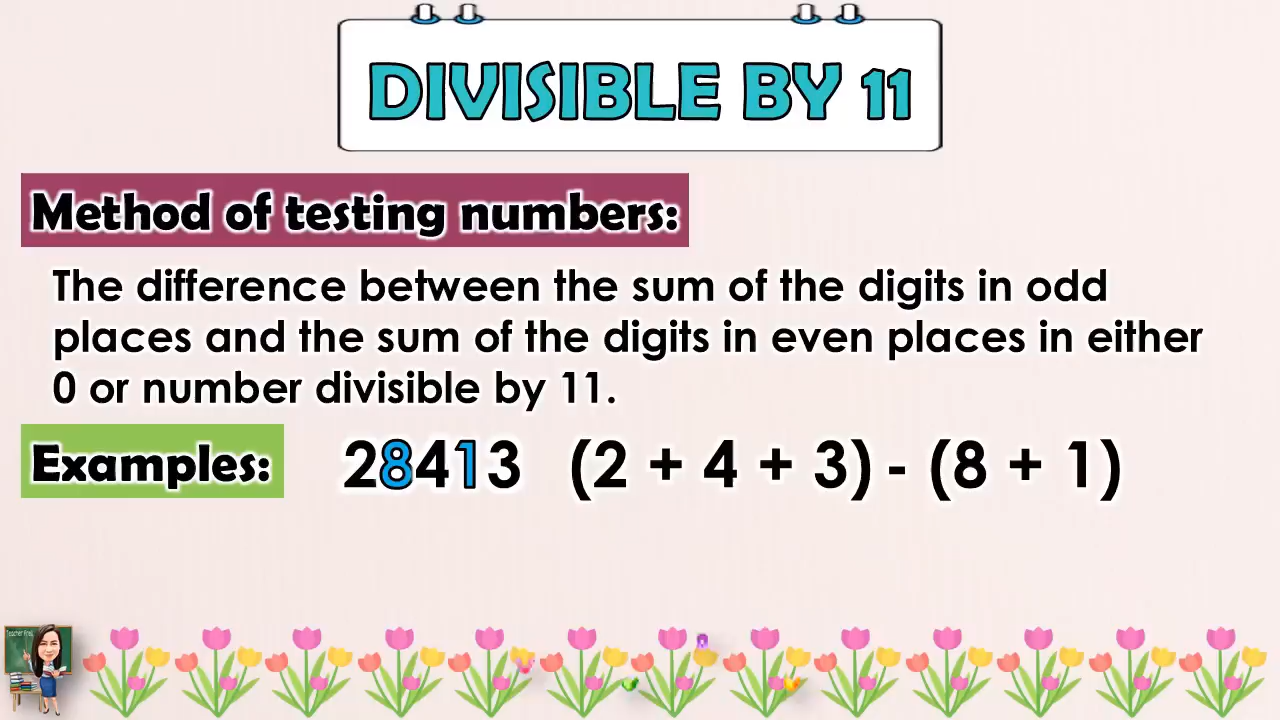 DIVISIBLE BY 11
Method of testing numbers:
The difference between the sum of the digits in odd
places and the sum of the digits in even places in either
0 or number divisible by 11.
Examples: 28413 (2 + 4 + 3) - (8 + 1)